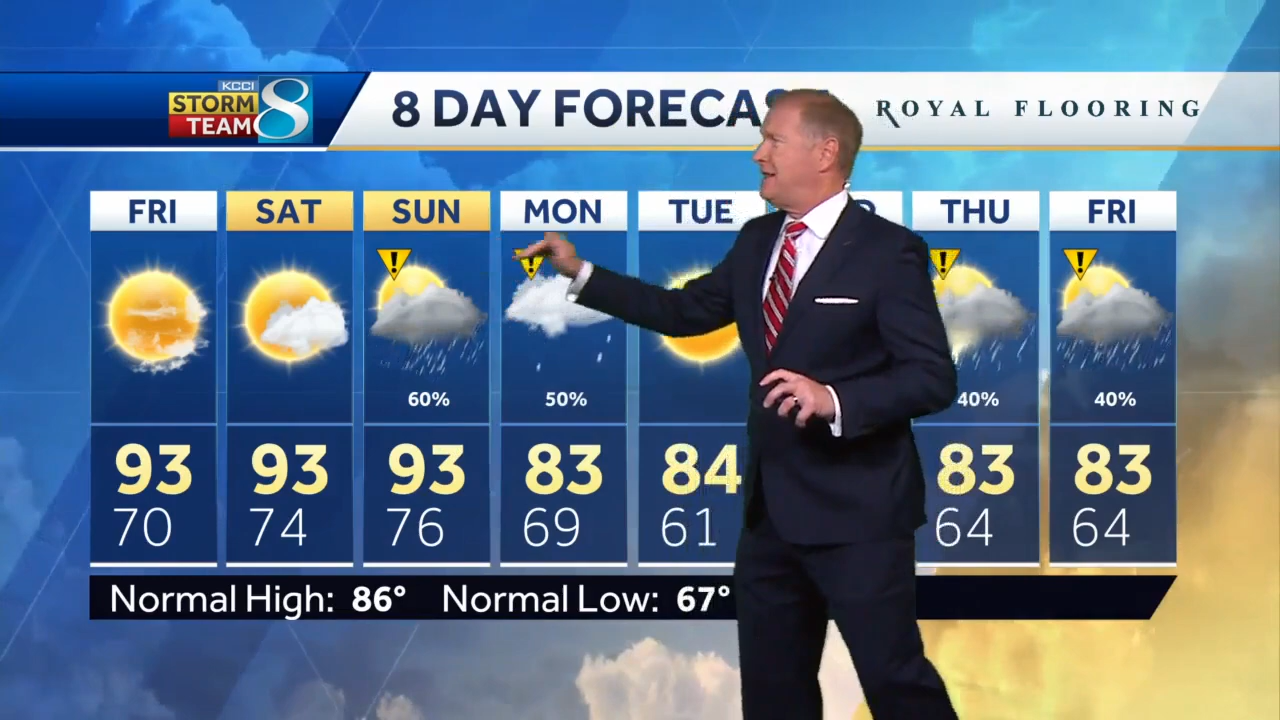 KCCI
STORM
TEAM 8
8 DAY FORECAST
ROYAL FLOORING
FRI SAT SUN MON TUE THU FRI
! ! ! !
60% 50% 40% 40%
93 93 93 83 84 83 83
70 74 76 69 61 64 64
Normal High: 86° Normal Low: 67°